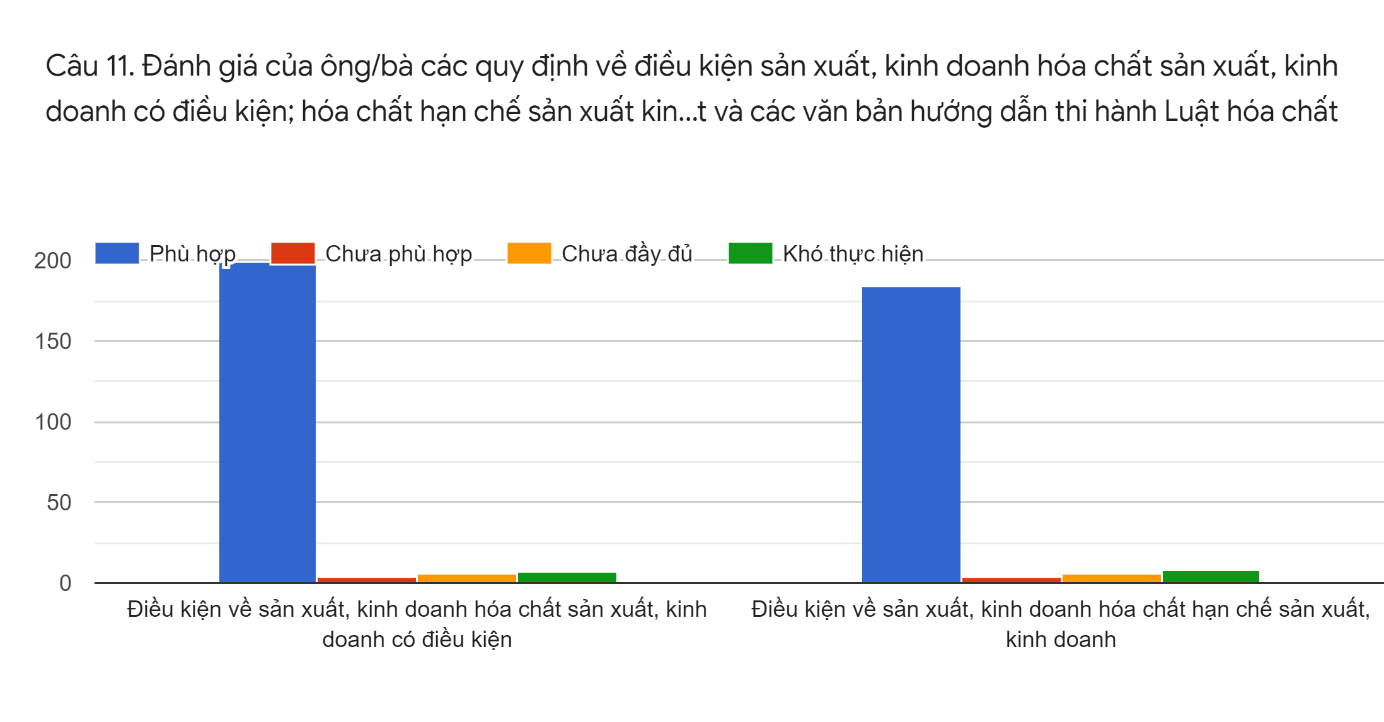 Câu 11. Đánh giá của ông/bà các quy định về điều kiện sản xuất, kinh doanh hóa chất sản xuất, kinh
doanh có điều kiện; hóa chất hạn chế sản xuất kin...t và các văn bản hướng dẫn thi hành Luật hóa chất
Phù hợp Chưa phù hợp Chưa đầy đủ Khó thực hiện
200
150
100
50
0
Điều kiện về sản xuất, kinh doanh hóa chất sản xuất, kinh
doanh có điều kiện
Điều kiện về sản xuất, kinh doanh hóa chất hạn chế sản xuất,
kinh doanh